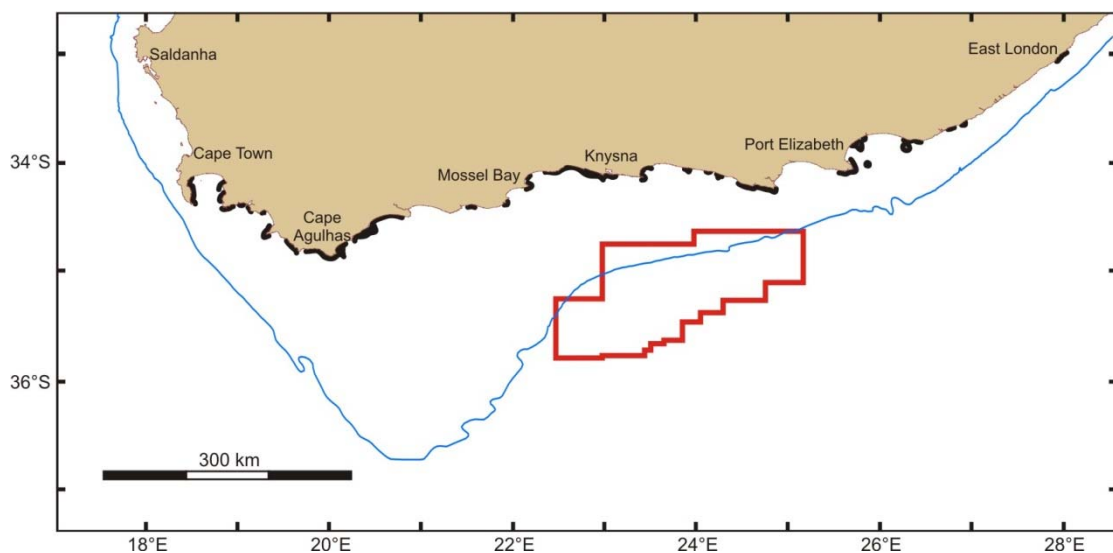 East London
Saldanha
Port Elizabeth
Cape Town
Knysna
34°S
Mossel Bay
Cape
Agulhas
36°S
300 km
18°E
20°E
22°E
24°E
26°E
28°E